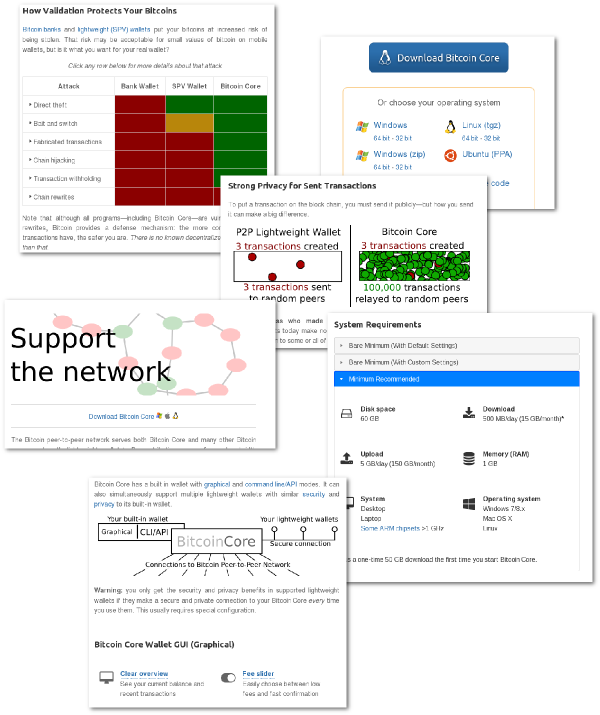 How Validation Protects Your Bitcoins
Bitcoin banks and lightweight (SPV) wallets put your bitcoins at increased risk of
being stolen. That risk may be acceptable for small values of bitcoin on mobile
wallets, but is it what you want for your real wallet?
Click any row below for more details about that attack
Attack Bank Wallet SPV Wallet Bitcoin Core
Direct theft
Bait and switch
Fabricated transactions
Chain hijacking
Transaction withholding
Chain rewrites
Note that although all programs—including Bitcoin Core—are
rewrites, Bitcoin provides a defense mechanism: the more
transactions have, the safer you are. There is no known decentralized
than that
Download Bitcoin Core
Or choose your operating system
Windows
64 bit - 32 bit
Linux (tgz)
64 bit - 32 bit
Windows (zip)
64 bit - 32 bit
Ubuntu (PPA)
code
Strong Privacy for Sent Transactions
To put a transaction on the block chain, you must send it publicly—but how you send
it can make a big difference.
P2P Lightweight Wallet
3 transactions created
3 transactions sent
to random peers
Bitcoin Core
3 transactions created
100,000 transactions
relayed to random peers
who made
today make no
to some or all of
Support
the network
Download Bitcoin Core
The Bitcoin peer-to-peer network serves both Bitcoin Core and many other Bitcoin
System Requirements
Bare Minimum (With Default Settings)
Bare Minimum (With Custom Settings)
Minimum Recommended
Disk space
60 GB
Download
500 MB/day (15 GB/month)*
Upload
5 GB/day (150 GB/month)
Memory (RAM)
1 GB
System
Desktop
Laptop
Some ARM chipsets >1 GHz
Operating system
Windows 7/8.x
Mac OS X
Linux
a one-time 50 GB download the first time you start Bitcoin Core.
Bitcoin Core has a built in wallet with graphical and command line/API modes. It can
also simultaneously support multiple lightweight wallets with similar security and
privacy to its built-in wallet.
Your built-in wallet
Graphical CLI/API
BitcoinCore
Your lightweight wallets
Secure connection
Connections to Bitcoin Peer-to-Peer Network
Warning: you only get the security and privacy benefits in supported lightweight
wallets if they make a secure and private connection to your Bitcoin Core every time
you use them. This usually requires special configuration.
Bitcoin Core Wallet GUI (Graphical)
Clear overview
See your current balance and
recent transactions
Fee slider
Easily choose between low
fees and fast confirmation